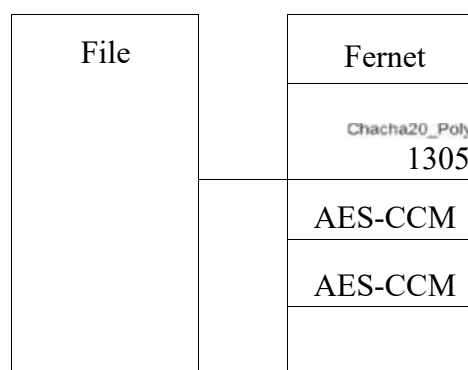 File
Fernet
Chacha20_Poly
1305
AES-CCM
AES-CCM